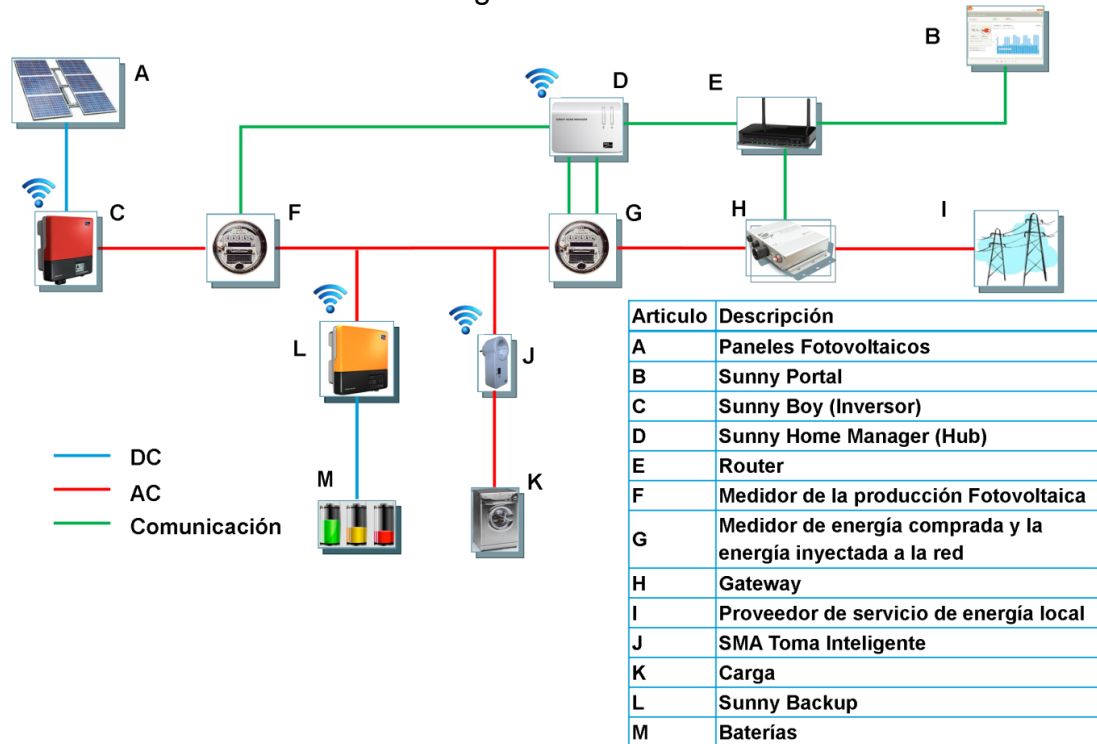 A
B
D
E
C
F
G
H
I
L
J
M
K
DC
AC
Comunicación
Articulo Descripción
A Paneles Fotovoltaicos
B Sunny Portal
C Sunny Boy (Inversor)
D Sunny Home Manager (Hub)
E Router
F Medidor de la producción Fotovoltaica
G Medidor de energía comprada y la
energía inyectada a la red
H Gateway
I Proveedor de servicio de energía local
J SMA Toma Inteligente
K Carga
L Sunny Backup
M Baterías